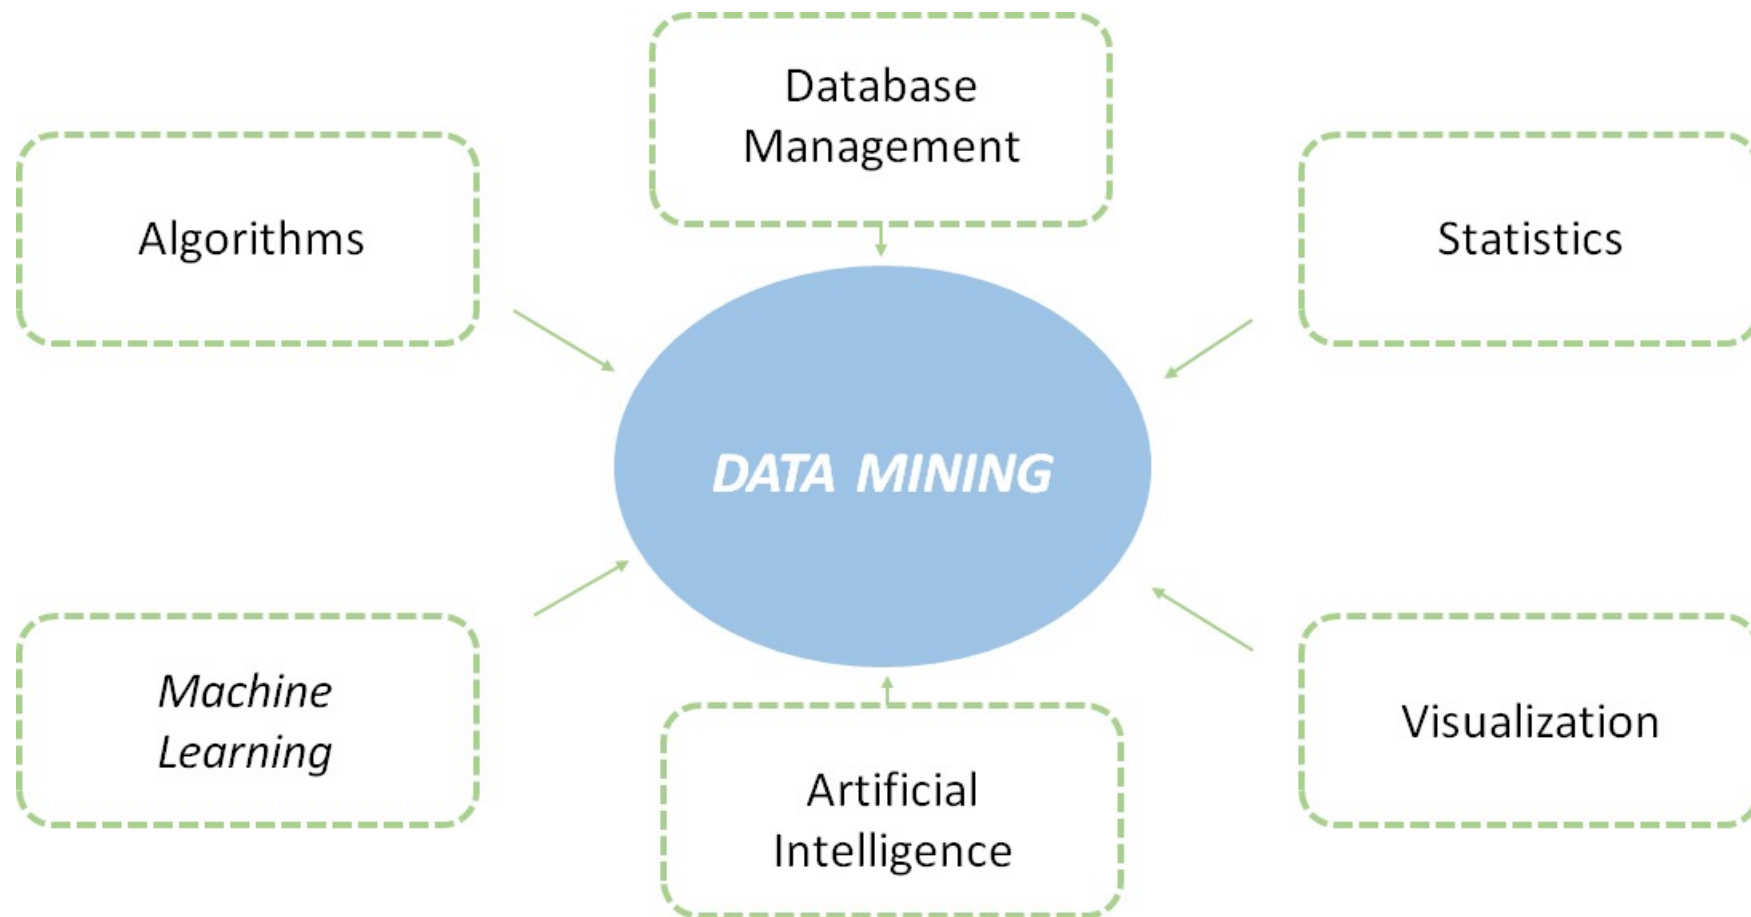 Database
Management
Algorithms
Statistics
DATA MINING
Machine
Learning
Visualization
Artificial
Intelligence